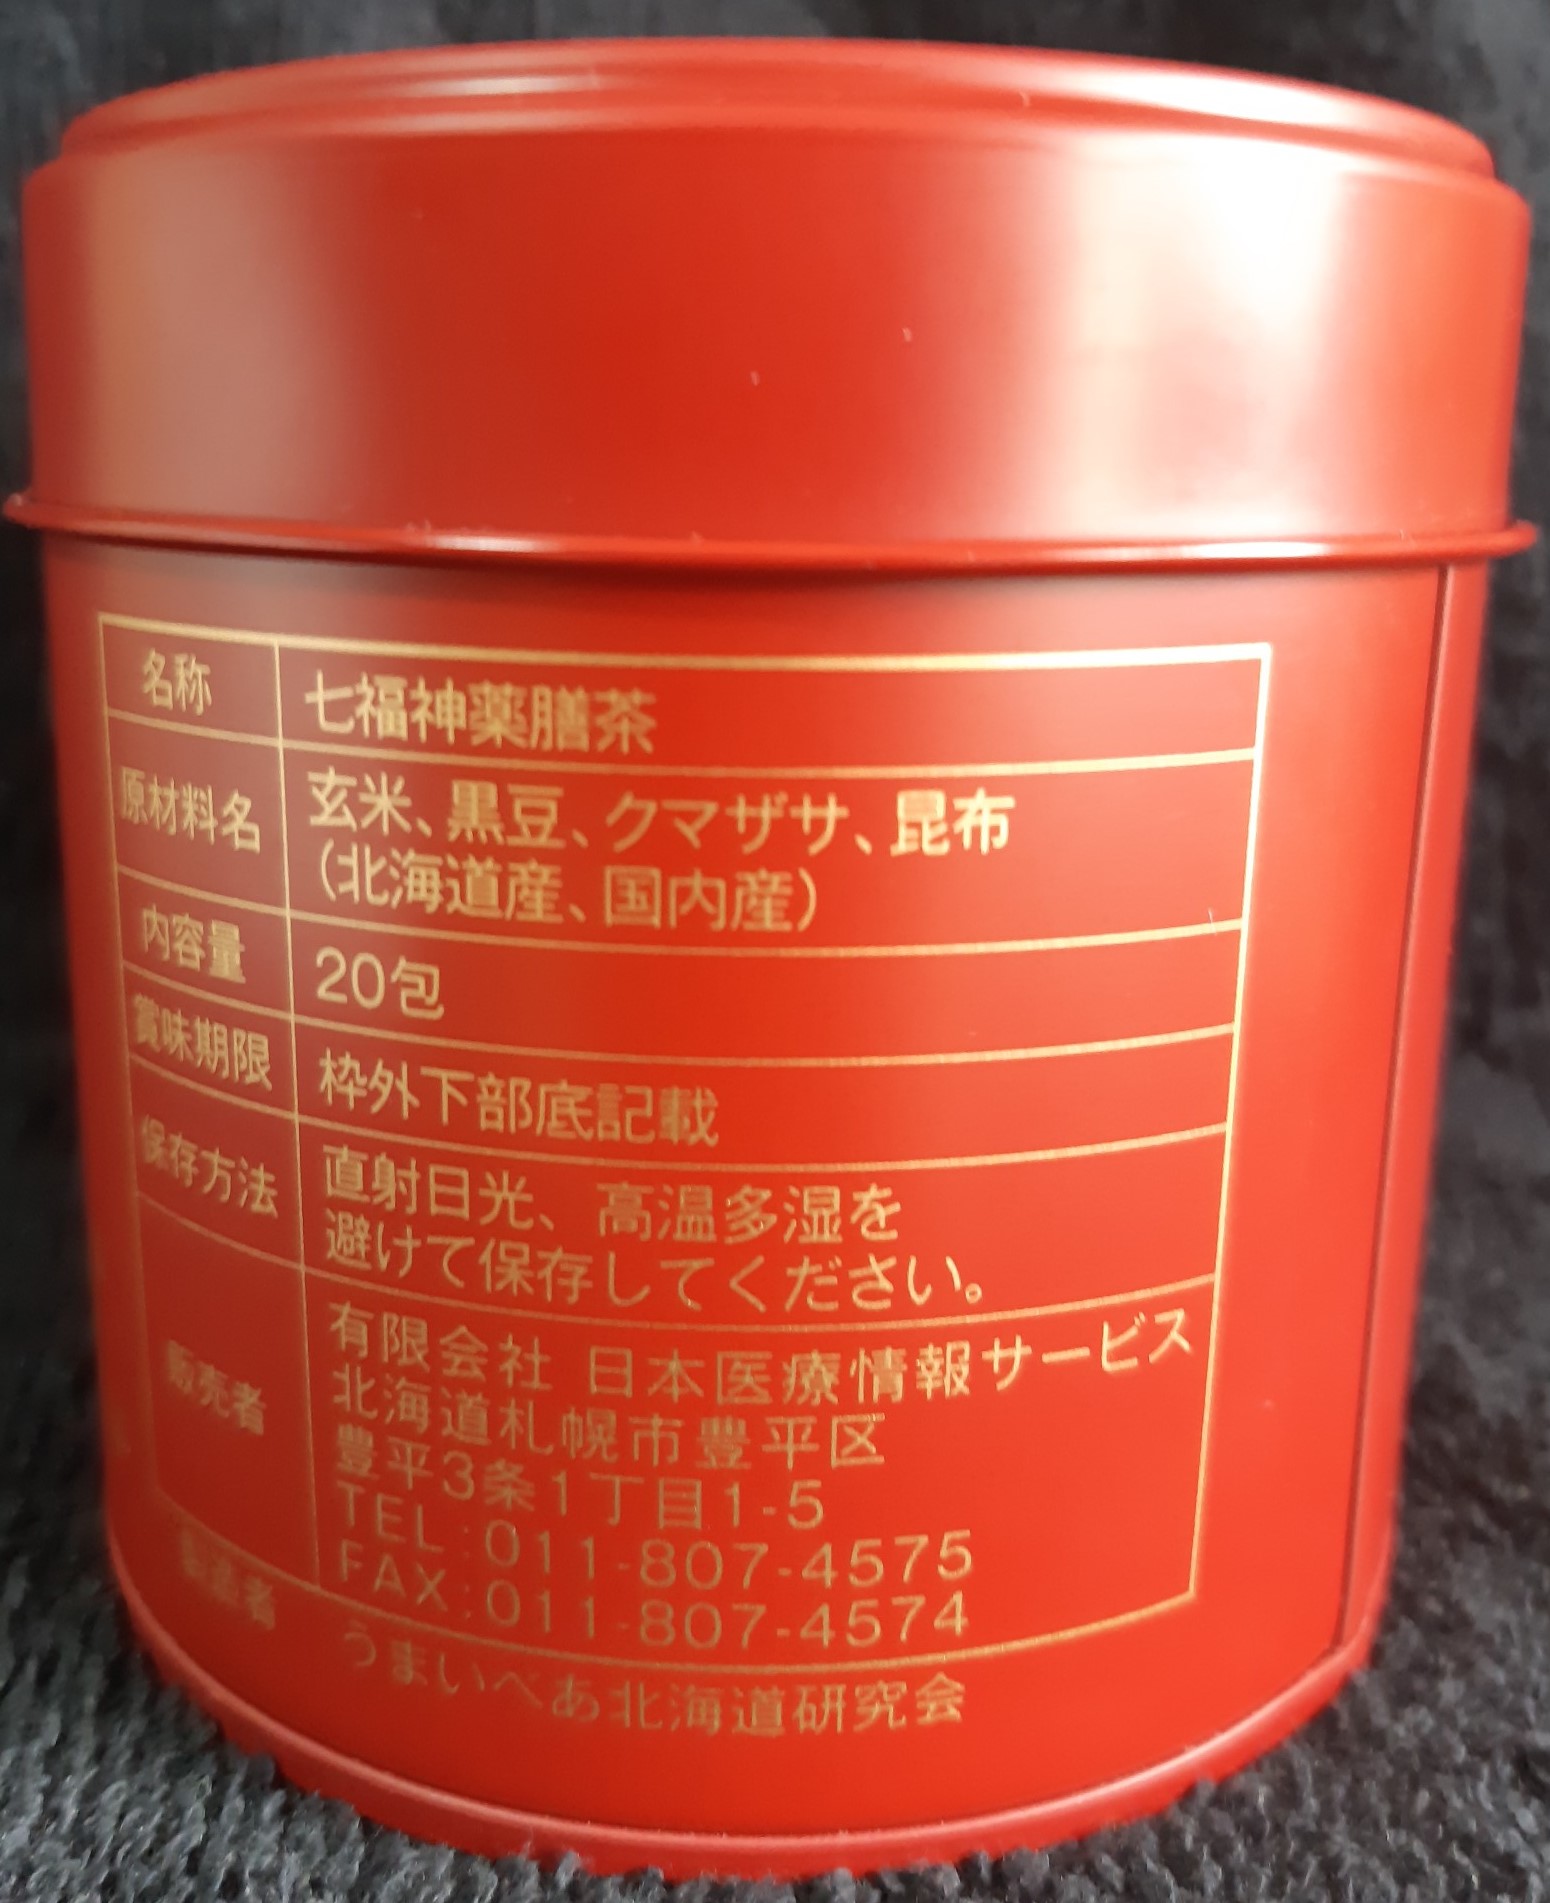 名称 七福神薬膳茶
原材料名 玄米、黒豆、クマザサ、昆布
(北海道産、国内産)
内容量 20包
賞味期限 枠外下部底記載
保存方法 直射日光、高温多湿を
避けて保存してください。
販売者 有限会社 日本医療情報サービス
北海道札幌市豊平区
豊平3条1丁目1-5
TEL:011-807-4575
FAX:011-807-4574
製造者 うまいべあ北海道研究会